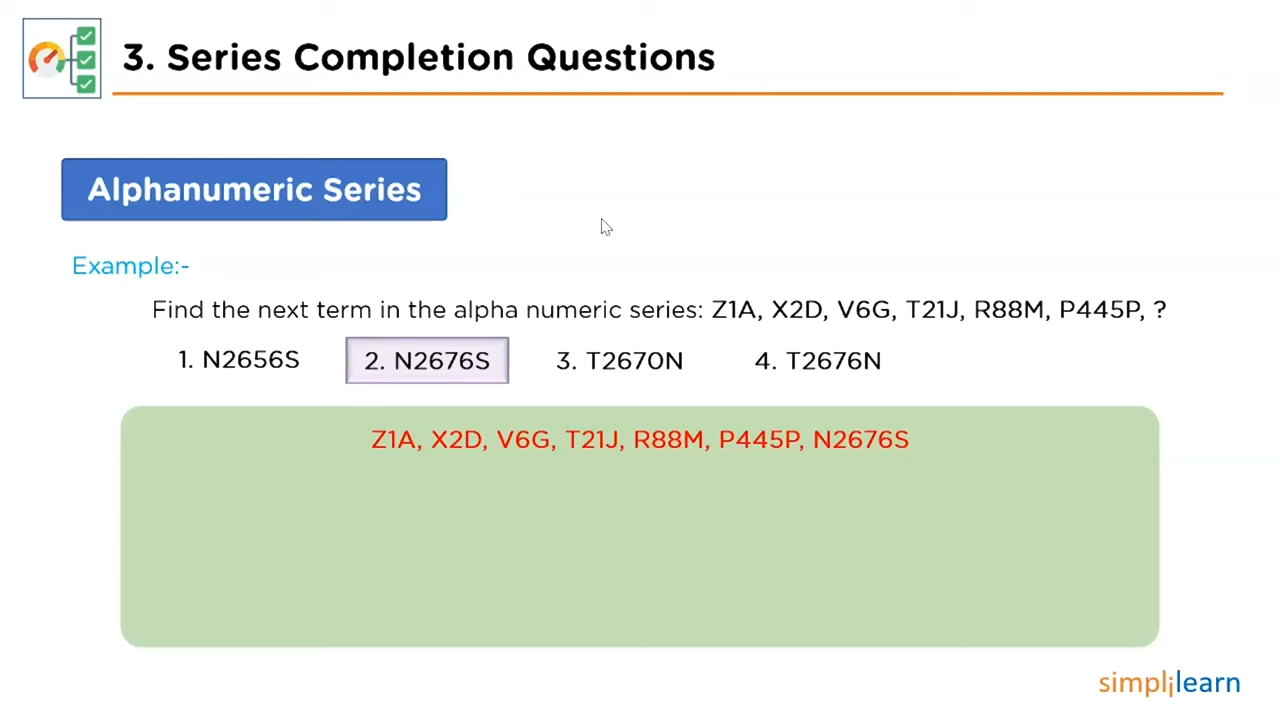 3. Series Completion Questions
Alphanumeric Series
Example:-
Find the next term in the alpha numeric series: Z1A, X2D, V6G, T21J, R88M, P445P, ?
1. N2656S 2. N2676S 3. T2670N 4. T2676N
Z1A, X2D, V6G, T21J, R88M, P445P, N2676S
simplilearn